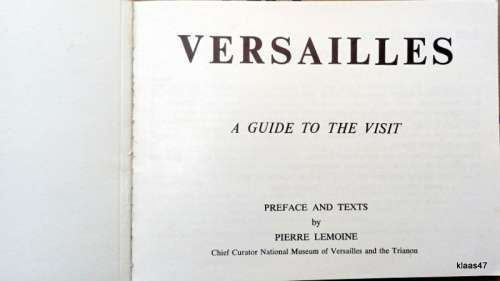 VERSAILLES
A GUIDE TO THE VISIT
PREFACE AND TEXTS
by
PIERRE LEMOINE
Chief Curator National Museum of Versailles and the Trianon
klaas47